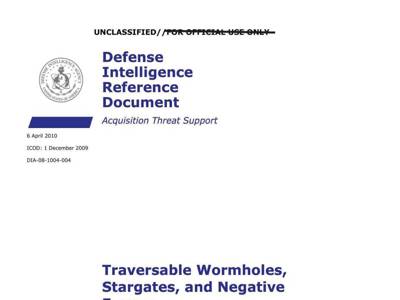 UNCLASSIFIED//FOR OFFICIAL USE ONLY
Defense
Intelligence
Reference
Document
Acquisition Threat Support
6 April 2010
ICOD: 1 December 2009
DIA-08-1004-004
Traversable Wormholes,
Stargates, and Negative